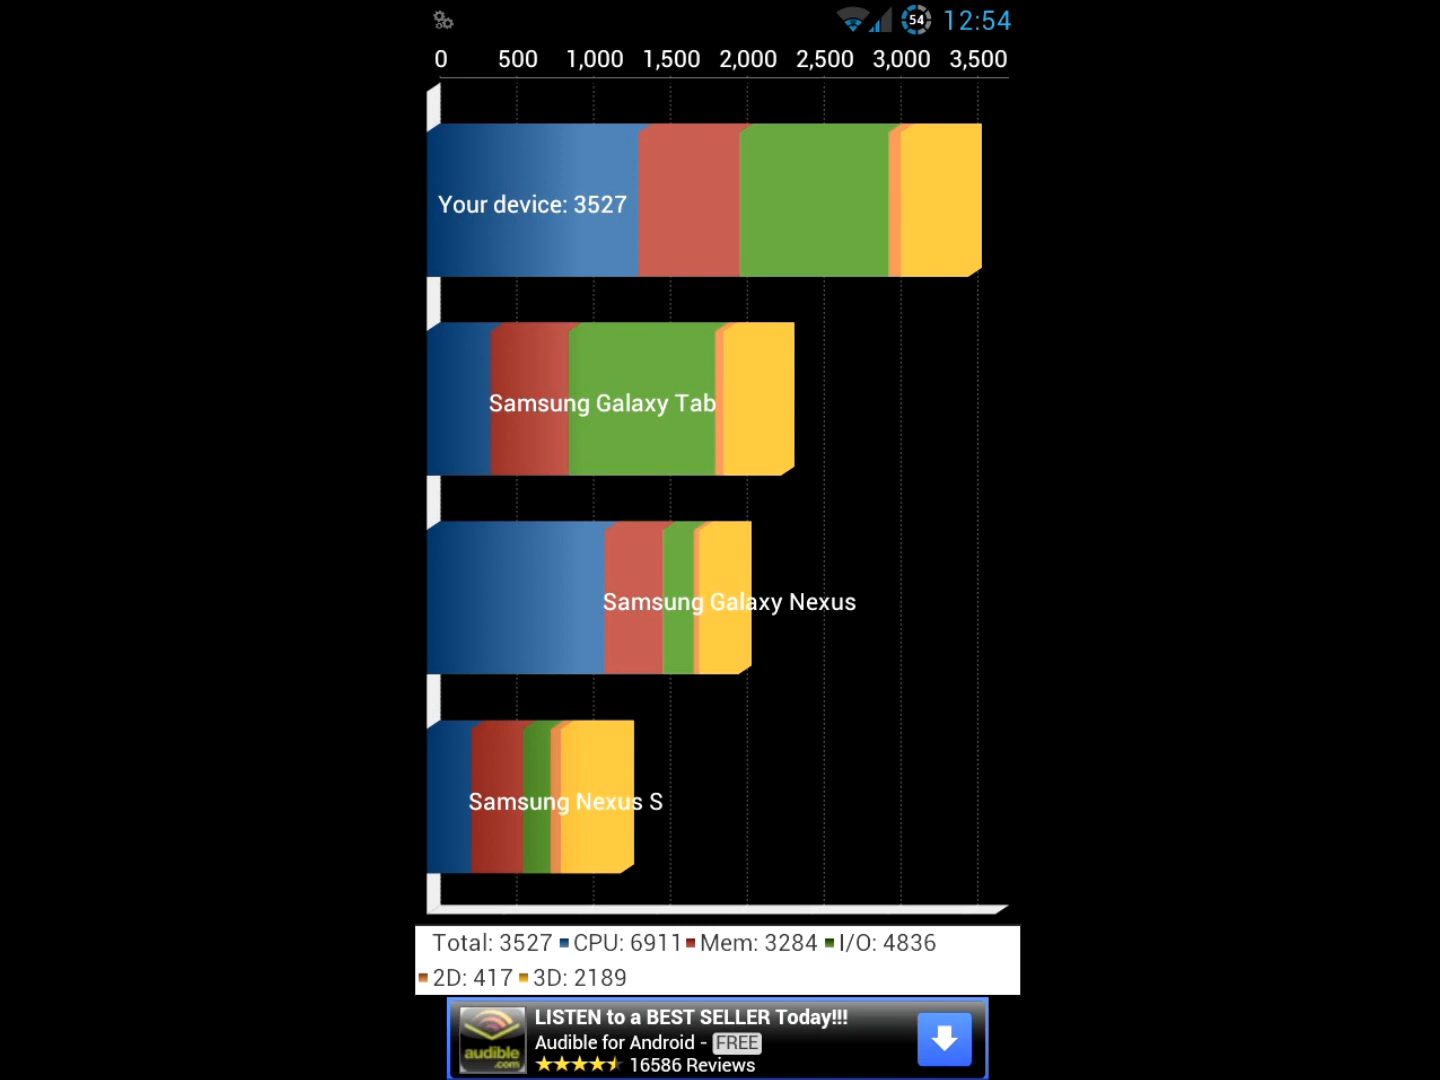 54 12:54
0 500 1,000 1,500 2,000 2,500 3,000 3,500
Your device: 3527
Samsung Galaxy Tab
Samsung Galaxy Nexus
Samsung Nexus S
Total: 3527 CPU: 6911 Mem: 3284 I/O: 4836
2D: 417 3D: 2189
LISTEN to a BEST SELLER Today!!!
Audible for Android - FREE
audible
.com
16586 Reviews